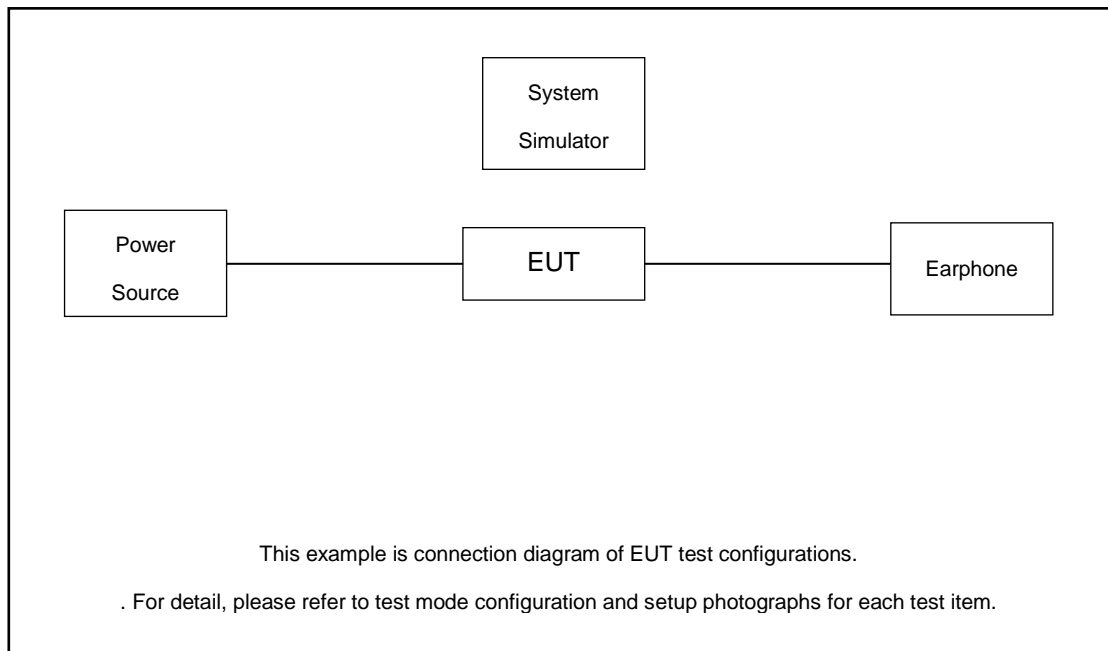 System
Simulator
Power
Source
EUT
Earphone
This example is connection diagram of EUT test configurations.
. For detail, please refer to test mode configuration and setup photographs for each test item.